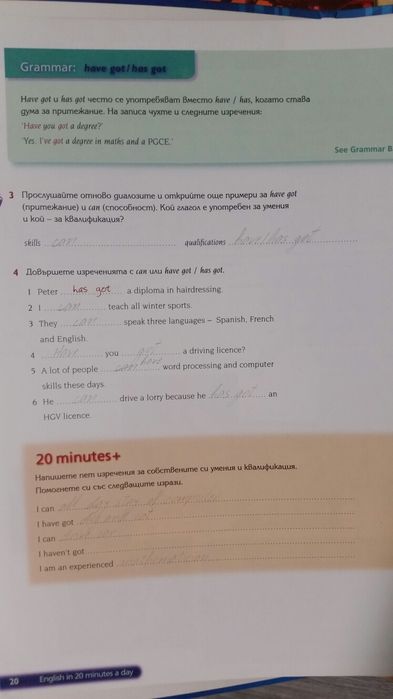 Grammar: have got / has got
Have got и has got често се употребяват вместо have / has, когато става
дума за притежание. На записа чухте и следните изречения:
'Have you got a degree?'
'Yes. I've got a degree in maths and a PGCE.'
See Grammar B
3 Прослушайте отново диалозите и открийте още примери за have got
(притежание) и can (способност). Кой глагол е употребен за умения
и кой – за квалификация?
skills can qualifications have/has got
4 Довършете изреченията с can или have got / has got.
1 Peter has got a diploma in hairdressing.
2 I can teach all winter sports.
3 They can speak three languages – Spanish, French
and English.
4 Have you got a driving licence?
5 A lot of people can have word processing and computer
skills these days.
6 He can drive a lorry because he has got an
HGV licence.
20 minutes+
Напишете пет изречения за собствените си умения и квалификация.
Помогнете си със следващите изрази.
I can
I have got
I can
I haven't got
I am an experienced
20 English in 20 minutes a day